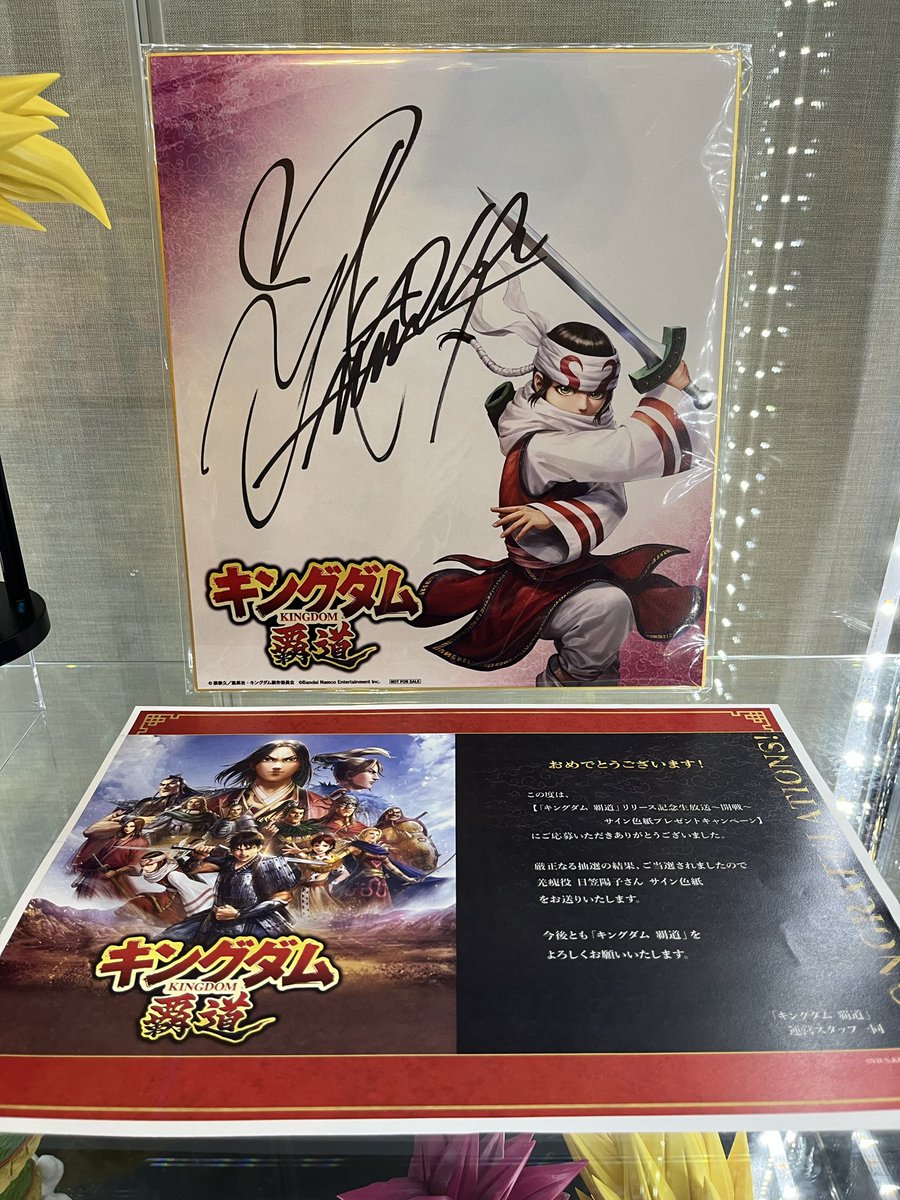 キングダム
KINGDOM
覇道
© 原泰久/集英社・キングダム製作委員会 ©Bandai Namco Entertainment Inc. NOT FOR SALE
おめでとうございます!
この度は、
【「キングダム 覇道」リリース記念生放送〜開戦〜
サイン色紙プレゼントキャンペーン】
にご応募いただきありがとうございました。
厳正なる抽選の結果、ご当選されましたので
羌瘣役 日笠陽子さん サイン色紙
をお送りいたします。
今後とも「キングダム 覇道」を
よろしくお願いいたします。
「キングダム 覇道」
運営スタッフ一同
キングダム
KINGDOM
覇道